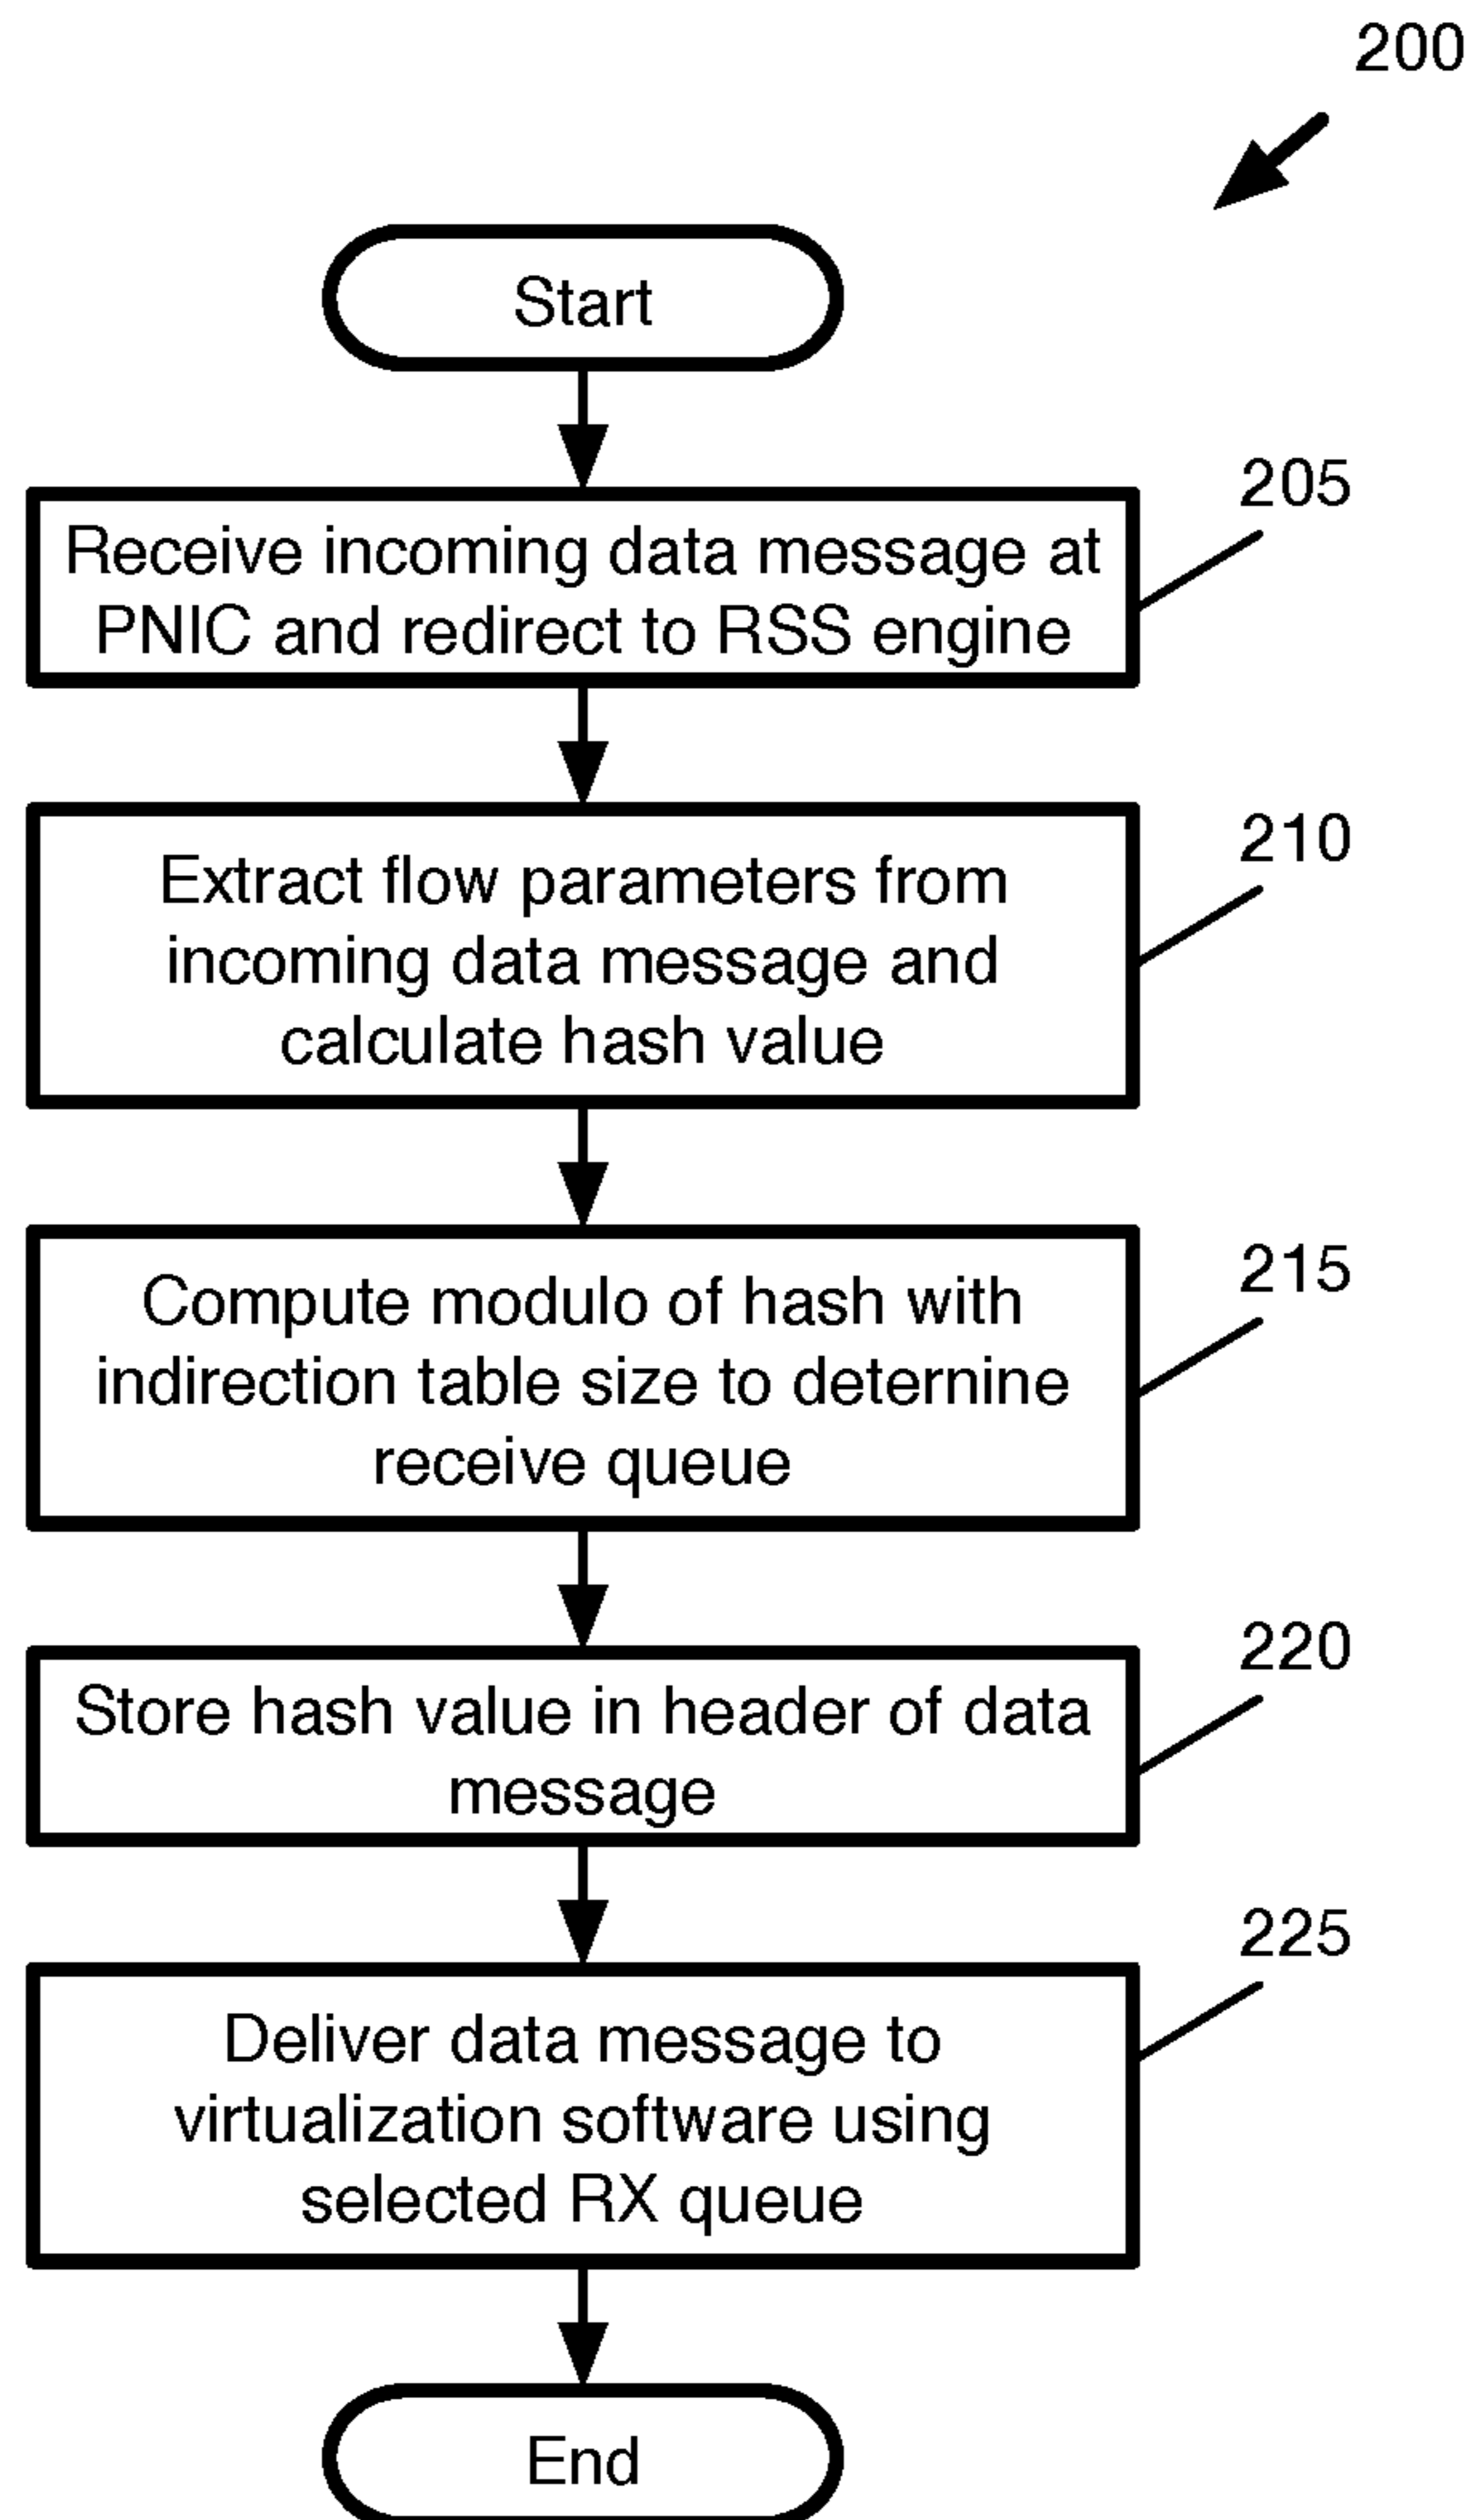 200
Start
205
Receive incoming data message at
PNIC and redirect to RSS engine
210
Extract flow parameters from
incoming data message and
calculate hash value
215
Compute modulo of hash with
indirection table size to deternine
receive queue
220
Store hash value in header of data
message
225
Deliver data message to
virtualization software using
selected RX queue
End